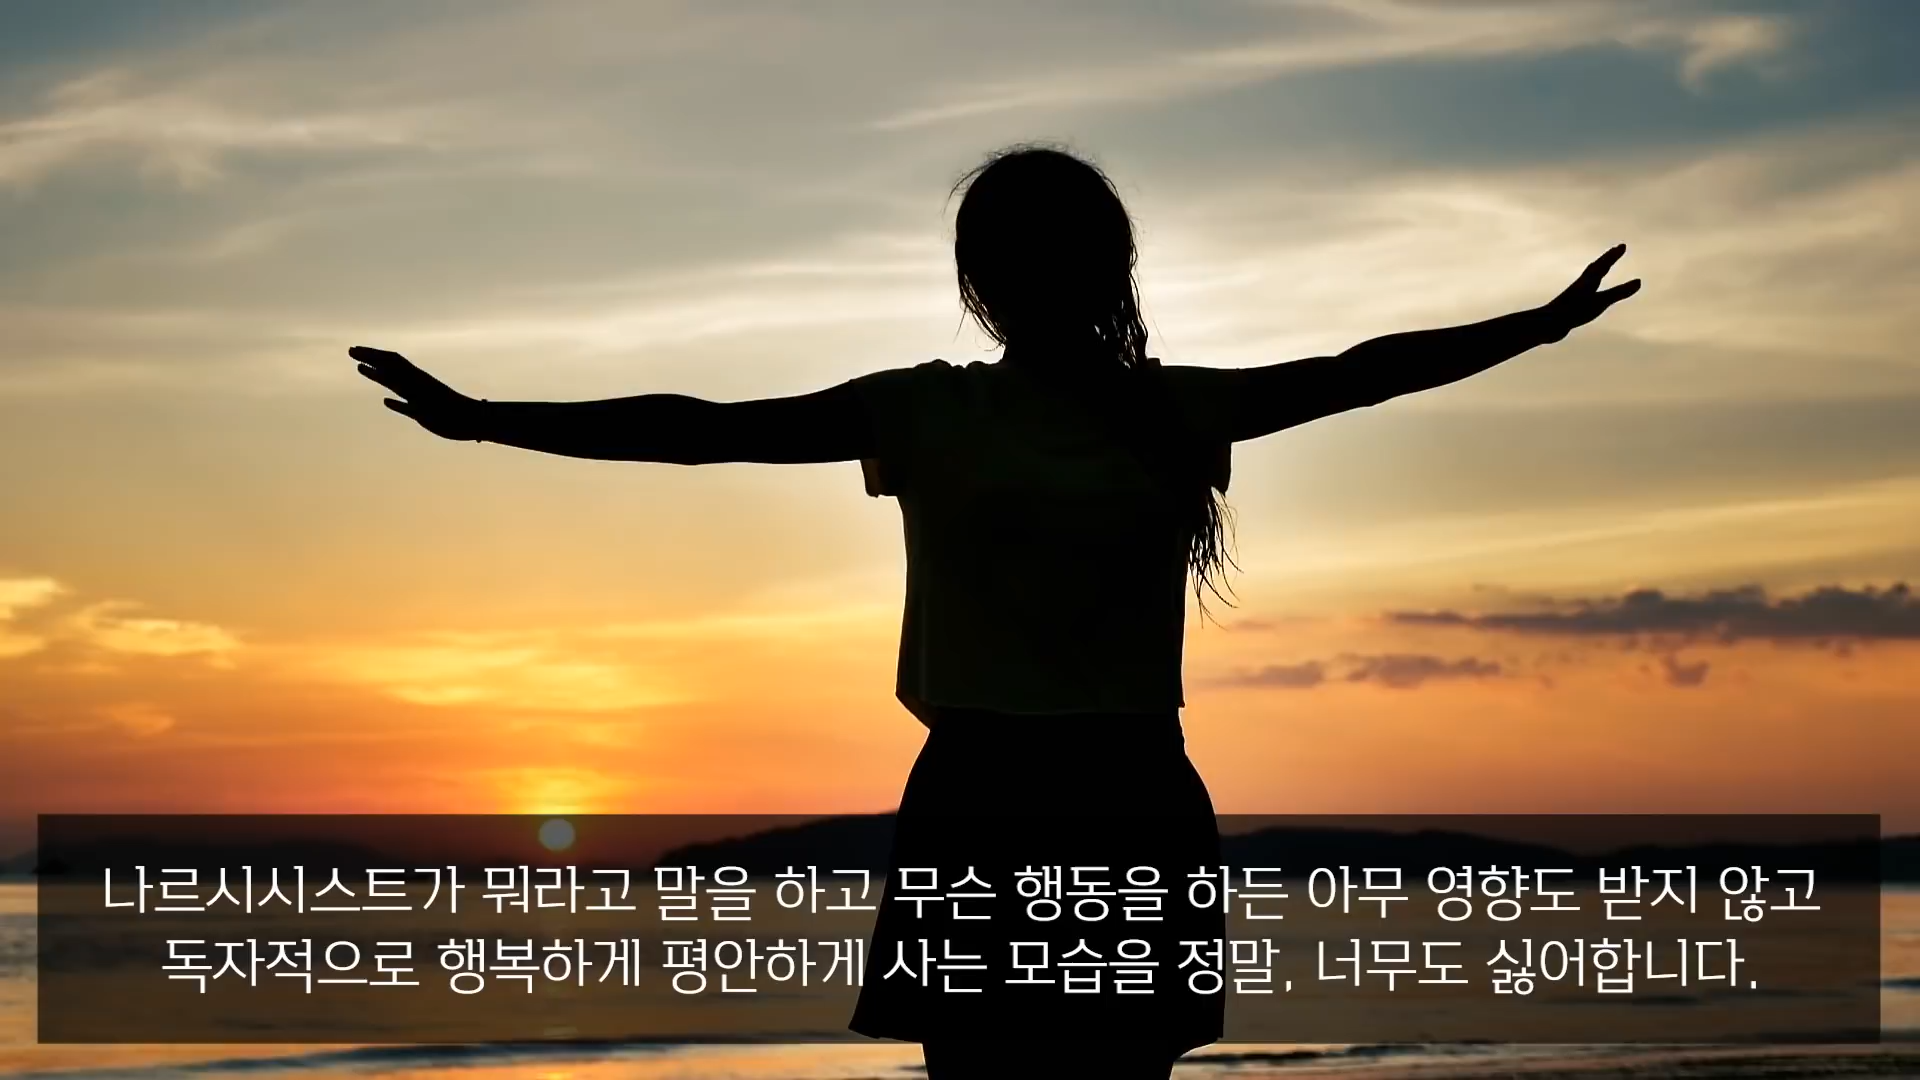 나르시시스트가 뭐라고 말을 하고 무슨 행동을 하든 아무 영향도 받지 않고
독자적으로 행복하게 평안하게 사는 모습을 정말, 너무도 싫어합니다.